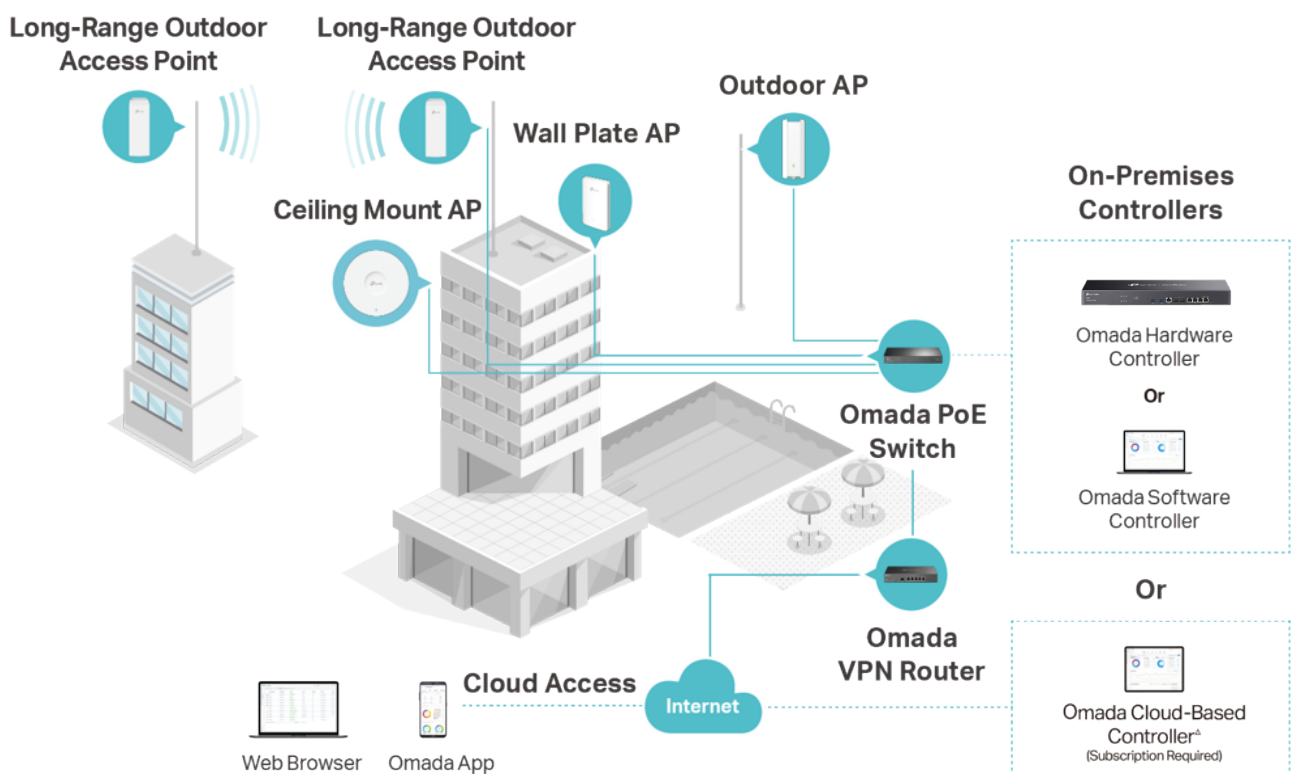 Long-Range Outdoor
Access Point
Long-Range Outdoor
Access Point
Outdoor AP
Wall Plate AP
Ceiling Mount AP
On-Premises
Controllers
Omada Hardware
Controller
Or
Omada PoE
Switch
Omada Software
Controller
Or
Omada
VPN Router
Cloud Access
Internet
Omada Cloud-Based
Controller△
(Subscription Required)
Web Browser
Omada App